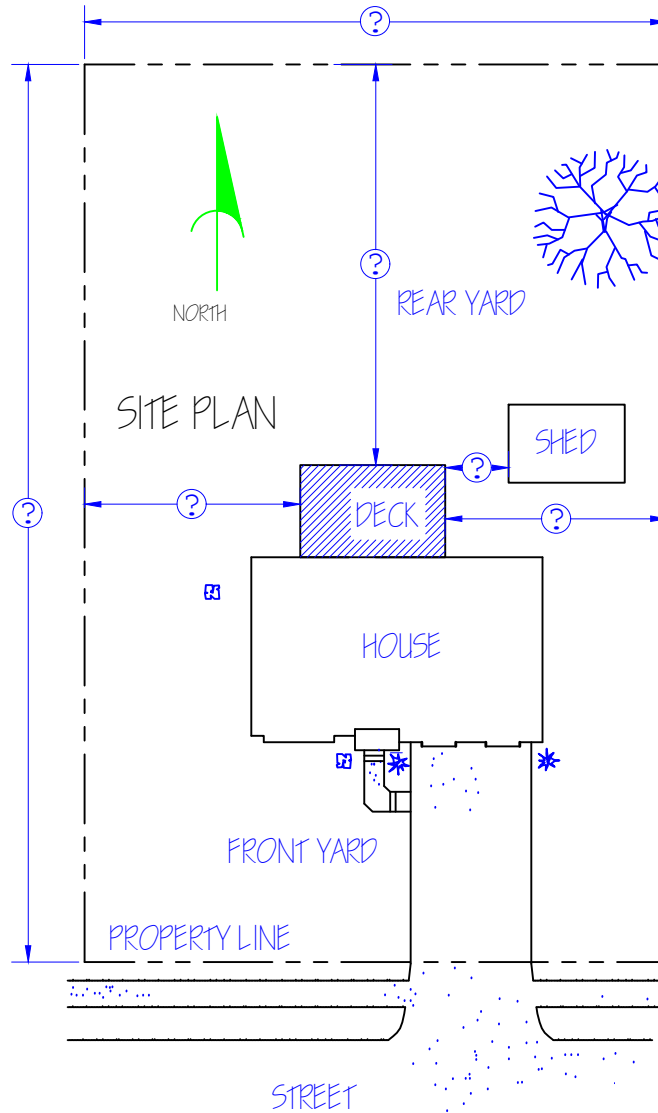 ?
?
REAR YARD
NORTH
SITE PLAN
SHED
?
?
?
DECK
?
HOUSE
FRONT YARD
PROPERTY LINE
STREET